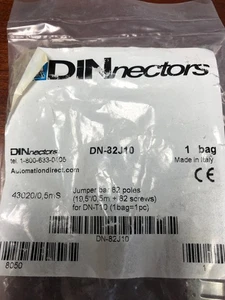 DINnectors
DINnectors DN-82J10 1 bag
tel. 1-800-633-0405 Made in Italy
Automationdirect.com
CE
43020/0,5mS Jumper bar 82 poles
(10,5*0,5m + 82 screws)
for DN-T10 (1bag=1pc)
DN-82J10
8050